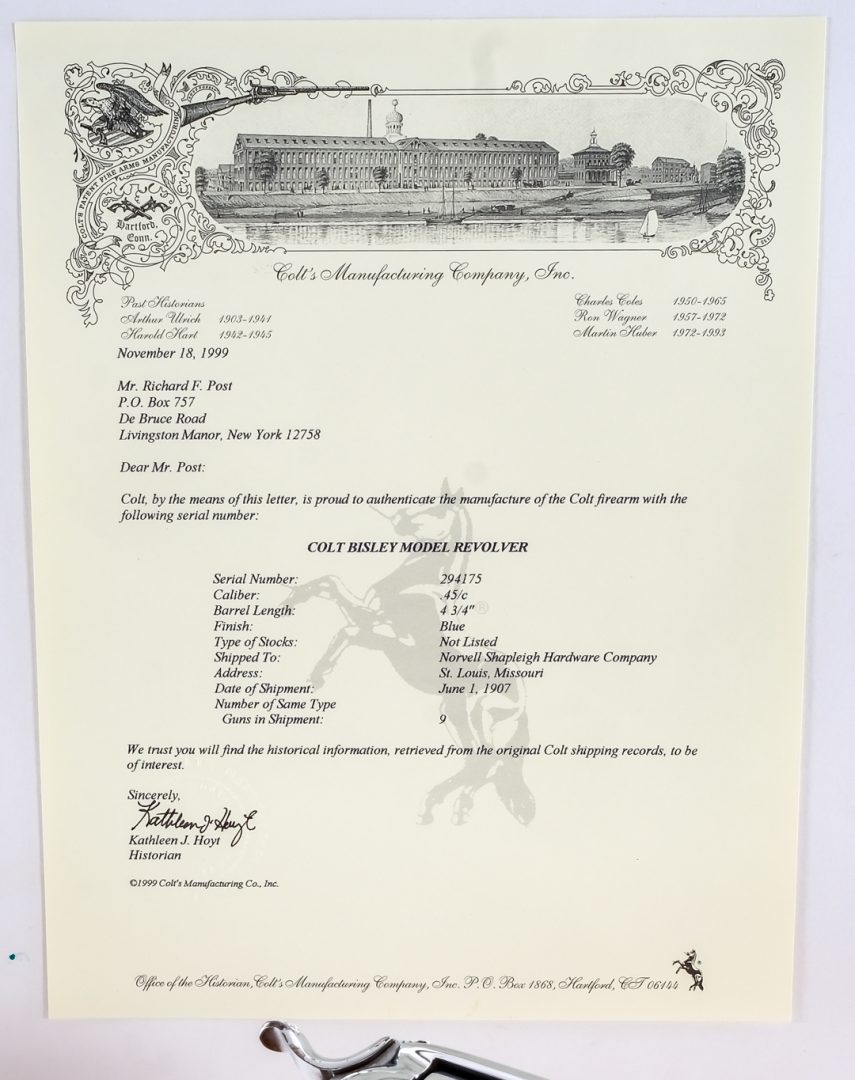 COLT'S PATENT FIRE ARMS MANUFACTURING
Hartford,
Conn.
Colt's Manufacturing Company, Inc.
Past Historians
Arthur Ulrich 1903-1941
Harold Hart 1942-1945
Charles Coles 1950-1965
Ron Wagner 1957-1972
Martin Huber 1972-1993
November 18, 1999
Mr. Richard F. Post
P.O. Box 757
De Bruce Road
Livingston Manor, New York 12758
Dear Mr. Post:
Colt, by the means of this letter, is proud to authenticate the manufacture of the Colt firearm with the
following serial number:
COLT BISLEY MODEL REVOLVER
Serial Number: 294175
Caliber: .45/c
Barrel Length: 4 3/4"
Finish: Blue
Type of Stocks: Not Listed
Shipped To: Norvell Shapleigh Hardware Company
Address: St. Louis, Missouri
Date of Shipment: June 1, 1907
Number of Same Type
Guns in Shipment: 9
®
We trust you will find the historical information, retrieved from the original Colt shipping records, to be
of interest.
Sincerely,
Kathleen J. Hoyt
Kathleen J. Hoyt
Historian
©1999 Colt's Manufacturing Co., Inc.
Office of the Historian, Colt's Manufacturing Company, Inc. P.O. Box 1868, Hartford, CT 06144